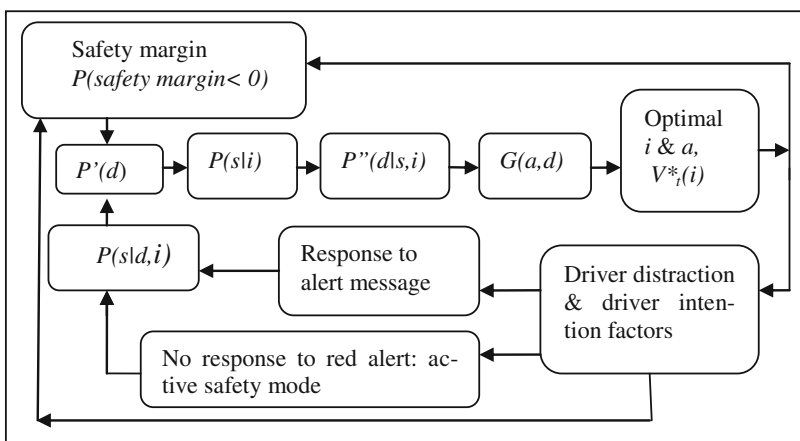 Safety margin
P(safety margin< 0)
Optimal
i & a,
V*t(i)
P'(d)
P(s|i)
P''(d|s,i)
G(a,d)
P(s|d,i)
Response to
alert message
Driver distraction
& driver inten-
tion factors
No response to red alert: ac-
tive safety mode